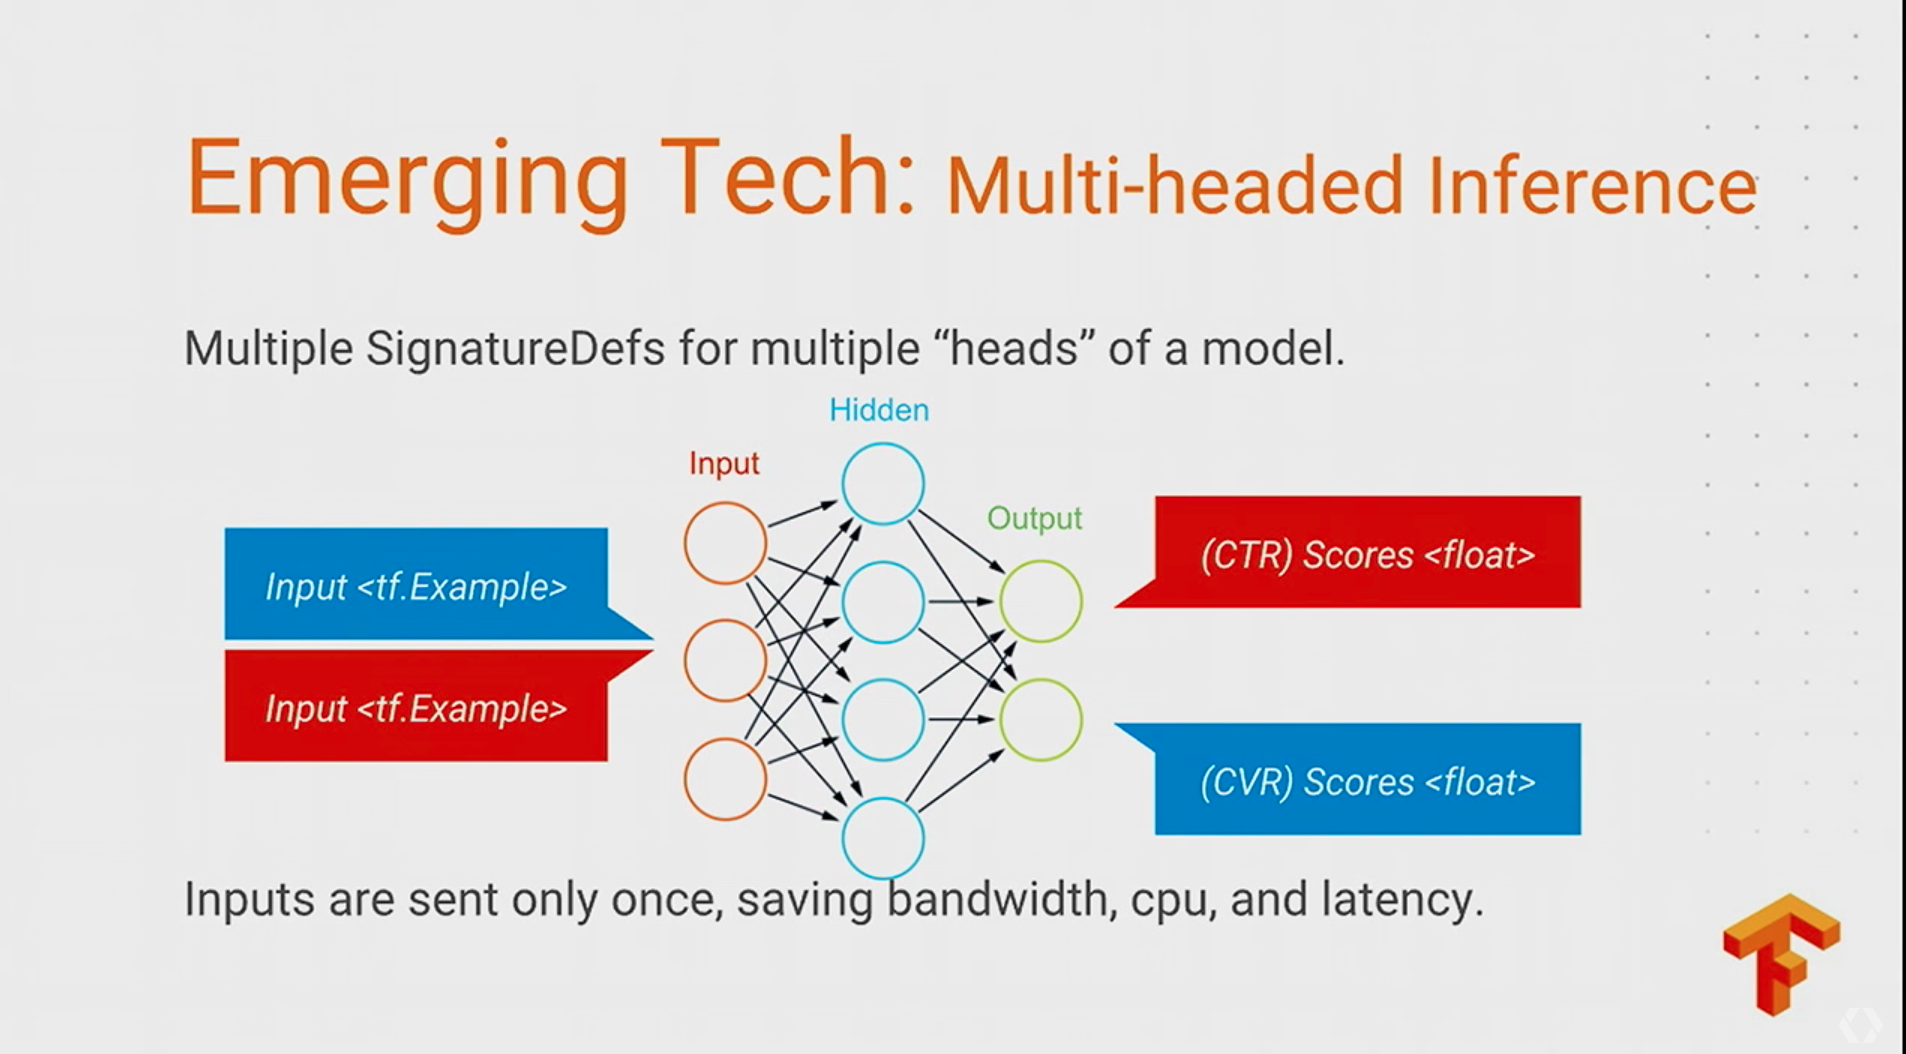 Emerging Tech: Multi-headed Inference
Multiple SignatureDefs for multiple “heads” of a model.
Hidden
Input
Output
Input <tf.Example>
Input <tf.Example>
(CTR) Scores <float>
(CVR) Scores <float>
Inputs are sent only once, saving bandwidth, cpu, and latency.